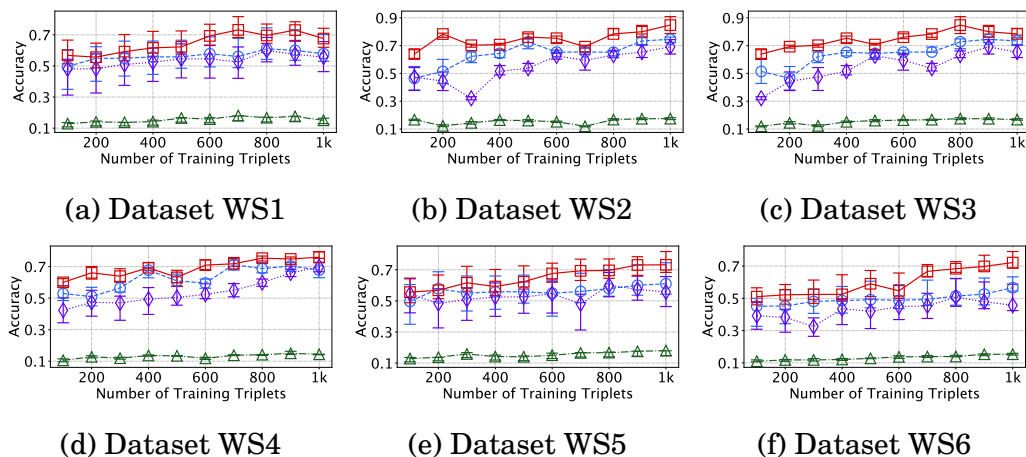 Accuracy
0.7
0.5
0.3
0.1
200 400 600 800 1k
Number of Training Triplets
(a) Dataset WS1
Accuracy
0.9
0.7
0.5
0.3
0.1
200 400 600 800 1k
Number of Training Triplets
(b) Dataset WS2
Accuracy
0.9
0.7
0.5
0.3
0.1
200 400 600 800 1k
Number of Training Triplets
(c) Dataset WS3
Accuracy
0.7
0.5
0.3
0.1
200 400 600 800 1k
Number of Training Triplets
(d) Dataset WS4
Accuracy
0.7
0.5
0.3
0.1
200 400 600 800 1k
Number of Training Triplets
(e) Dataset WS5
Accuracy
0.7
0.5
0.3
0.1
200 400 600 800 1k
Number of Training Triplets
(f) Dataset WS6